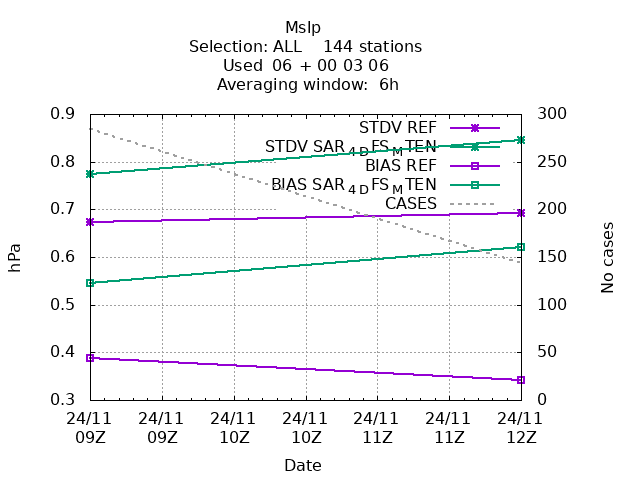 Mslp
Selection: ALL    144 stations
Used  06 + 00 03 06
Averaging window:  6h
0.9
0.8
0.7
0.6
0.5
0.4
0.3
hPa
300
250
200
150
100
50
0
No cases
STDV REF
STDV SAR4DFSMTEN
BIAS REF
BIAS SAR4DFSMTEN
CASES
24/11 24/11 24/11 24/11 24/11 24/11 24/11
09Z 09Z 10Z 10Z 11Z 11Z 12Z
Date